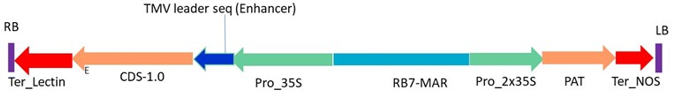 TMV leader seq (Enhancer)
RB
LB
E
Ter_Lectin
CDS-1.0
Pro_35S
RB7-MAR
Pro_2x35S
PAT
Ter_NOS